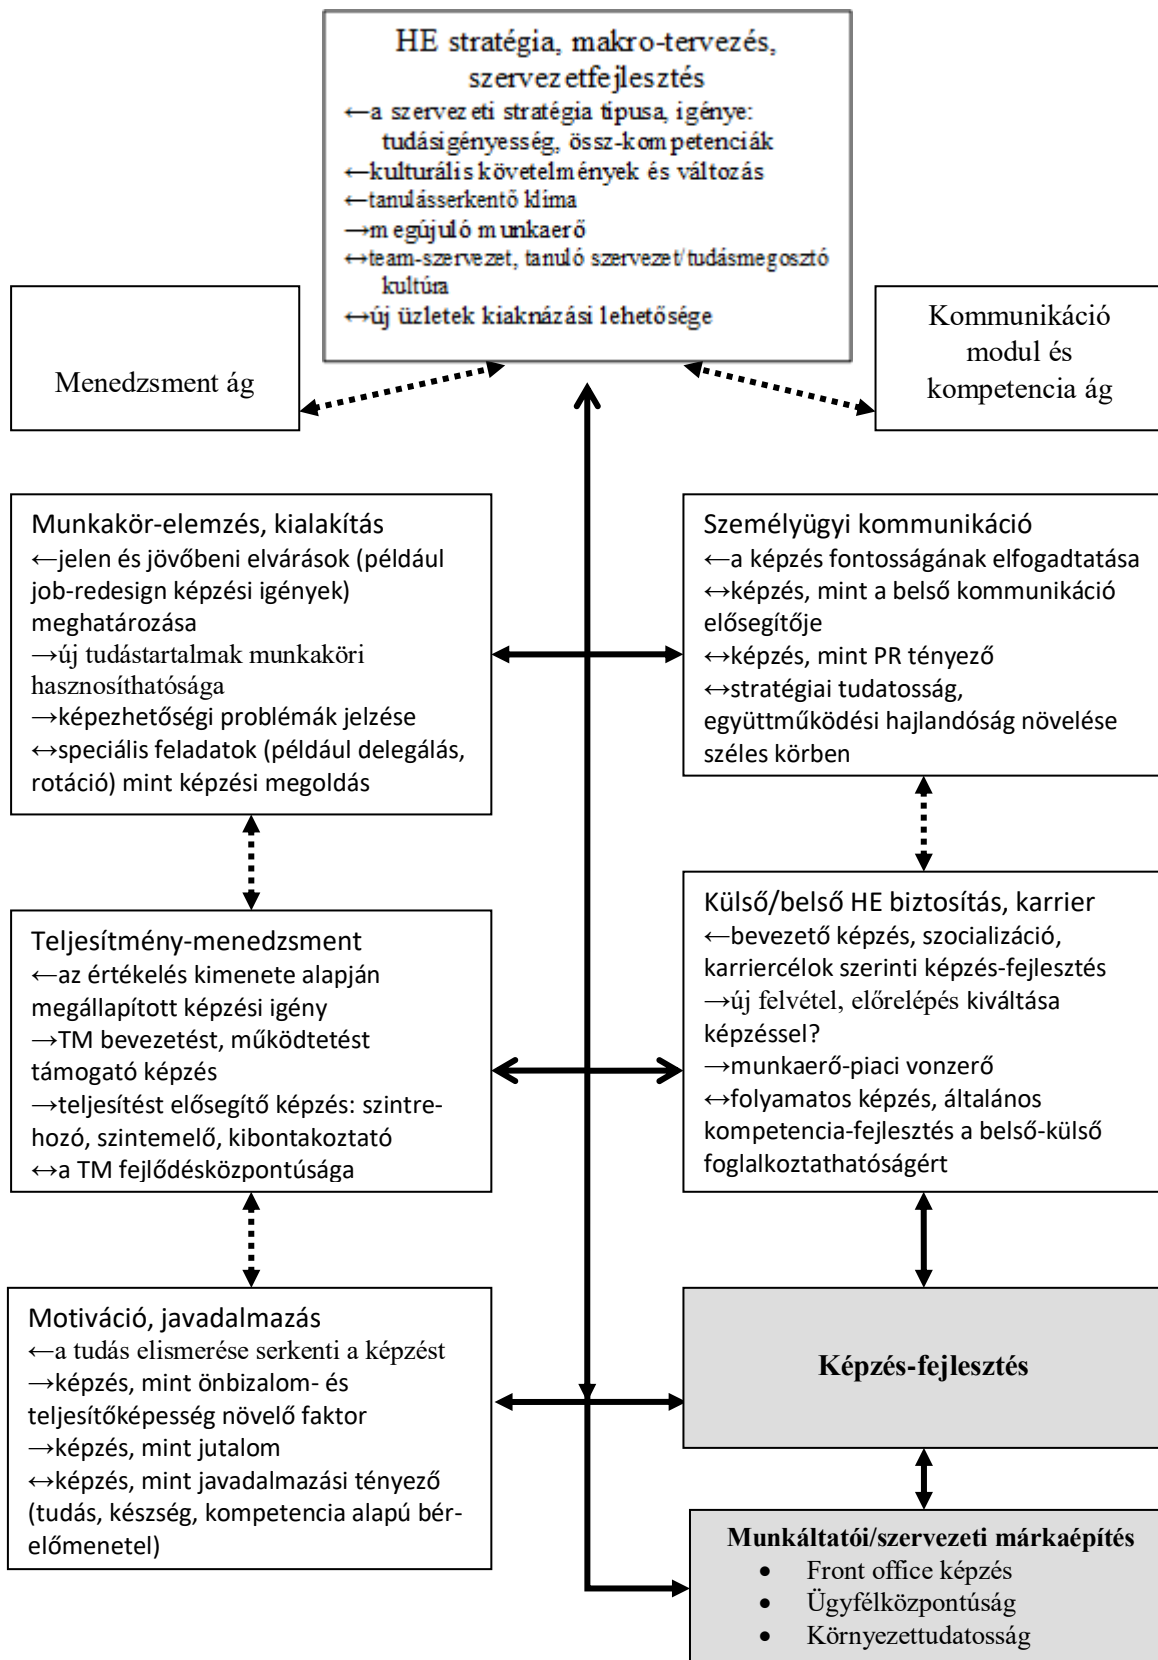 HE stratégia, makro-tervezés,
szervezetfejlesztés
←a szervezeti stratégia típusa, igénye:
tudásigényesség, össz-kompetenciák
←kulturális követelmények és változás
←tanulásserkentő klíma
→megújuló munkaerő
↔team-szervezet, tanuló szervezet/tudásmegosztó
kultúra
↔új üzletek kiaknázási lehetősége
Menedzsment ág
Kommunikáció
modul és
kompetencia ág
Munkakör-elemzés, kialakítás
←jelen és jövőbeni elvárások (például
job-redesign képzési igények)
meghatározása
→új tudástartalmak munkaköri
hasznosíthatósága
→képezhetőségi problémák jelzése
↔speciális feladatok (például delegálás,
rotáció) mint képzési megoldás
Személyügyi kommunikáció
←a képzés fontosságának elfogadtatása
↔képzés, mint a belső kommunikáció
elősegítője
↔képzés, mint PR tényező
↔stratégiai tudatosság,
együttműködési hajlandóság növelése
széles körben
Teljesítmény-menedzsment
←az értékelés kimenete alapján
megállapított képzési igény
→TM bevezetést, működtetést
támogató képzés
→teljesítést elősegítő képzés: szintre-
hozó, szintemelő, kibontakoztató
↔a TM fejlődésközpontúsága
Külső/belső HE biztosítás, karrier
←bevezető képzés, szocializáció,
karriercélok szerinti képzés-fejlesztés
→új felvétel, előrelépés kiváltása
képzéssel?
→munkaerő-piaci vonzerő
↔folyamatos képzés, általános
kompetencia-fejlesztés a belső-külső
foglalkoztathatóságért
Motiváció, javadalmazás
←a tudás elismerése serkenti a képzést
→képzés, mint önbizalom- és
teljesítőképesség növelő faktor
→képzés, mint jutalom
↔képzés, mint javadalmazási tényező
(tudás, készség, kompetencia alapú bér-
előmenetel)
Képzés-fejlesztés
Munkáltatói/szervezeti márkaépítés
• Front office képzés
• Ügyfélközpontúság
• Környezettudatosság